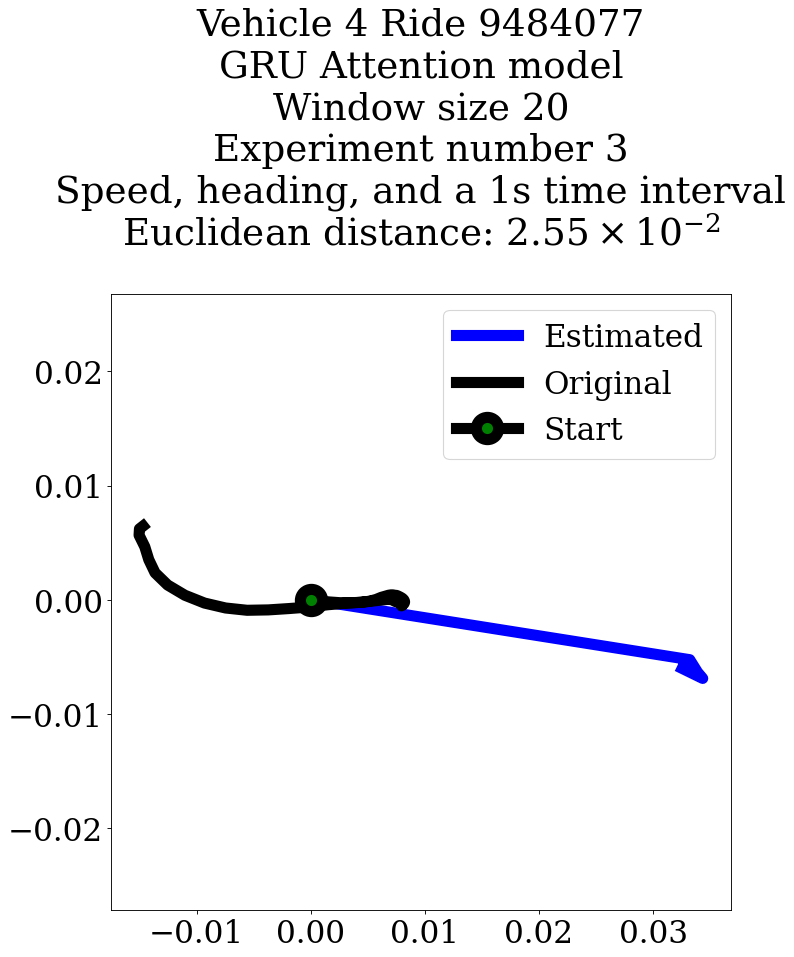 Vehicle 4 Ride 9484077
GRU Attention model
Window size 20
Experiment number 3
Speed, heading, and a 1s time interval
Euclidean distance: 2.55 × 10⁻²
Estimated
Original
Start
0.02
0.01
0.00
−0.01
−0.02
−0.01 0.00 0.01 0.02 0.03